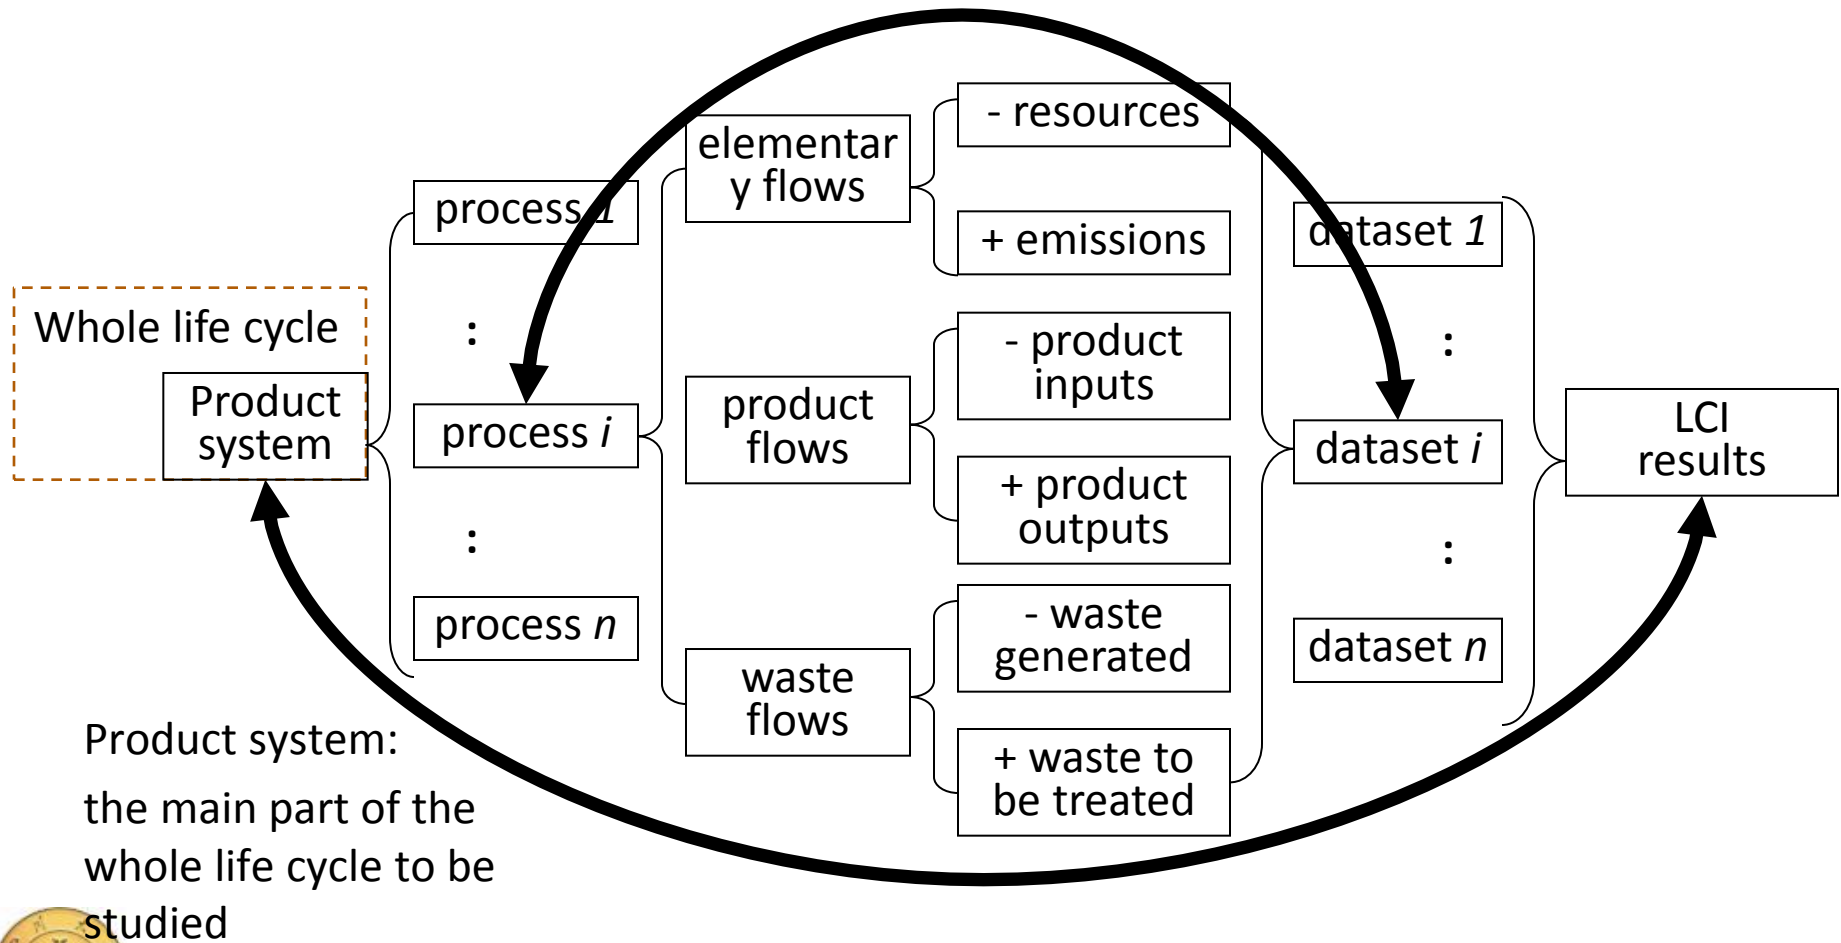 - resources
elementar
y flows
process 1
+ emissions
dataset 1
Whole life cycle
:
- product
inputs
:
Product
system
process i
product
flows
dataset i
LCI
results
+ product
outputs
:
:
process n
- waste
generated
dataset n
waste
flows
+ waste to
be treated
Product system:
the main part of the
whole life cycle to be
studied